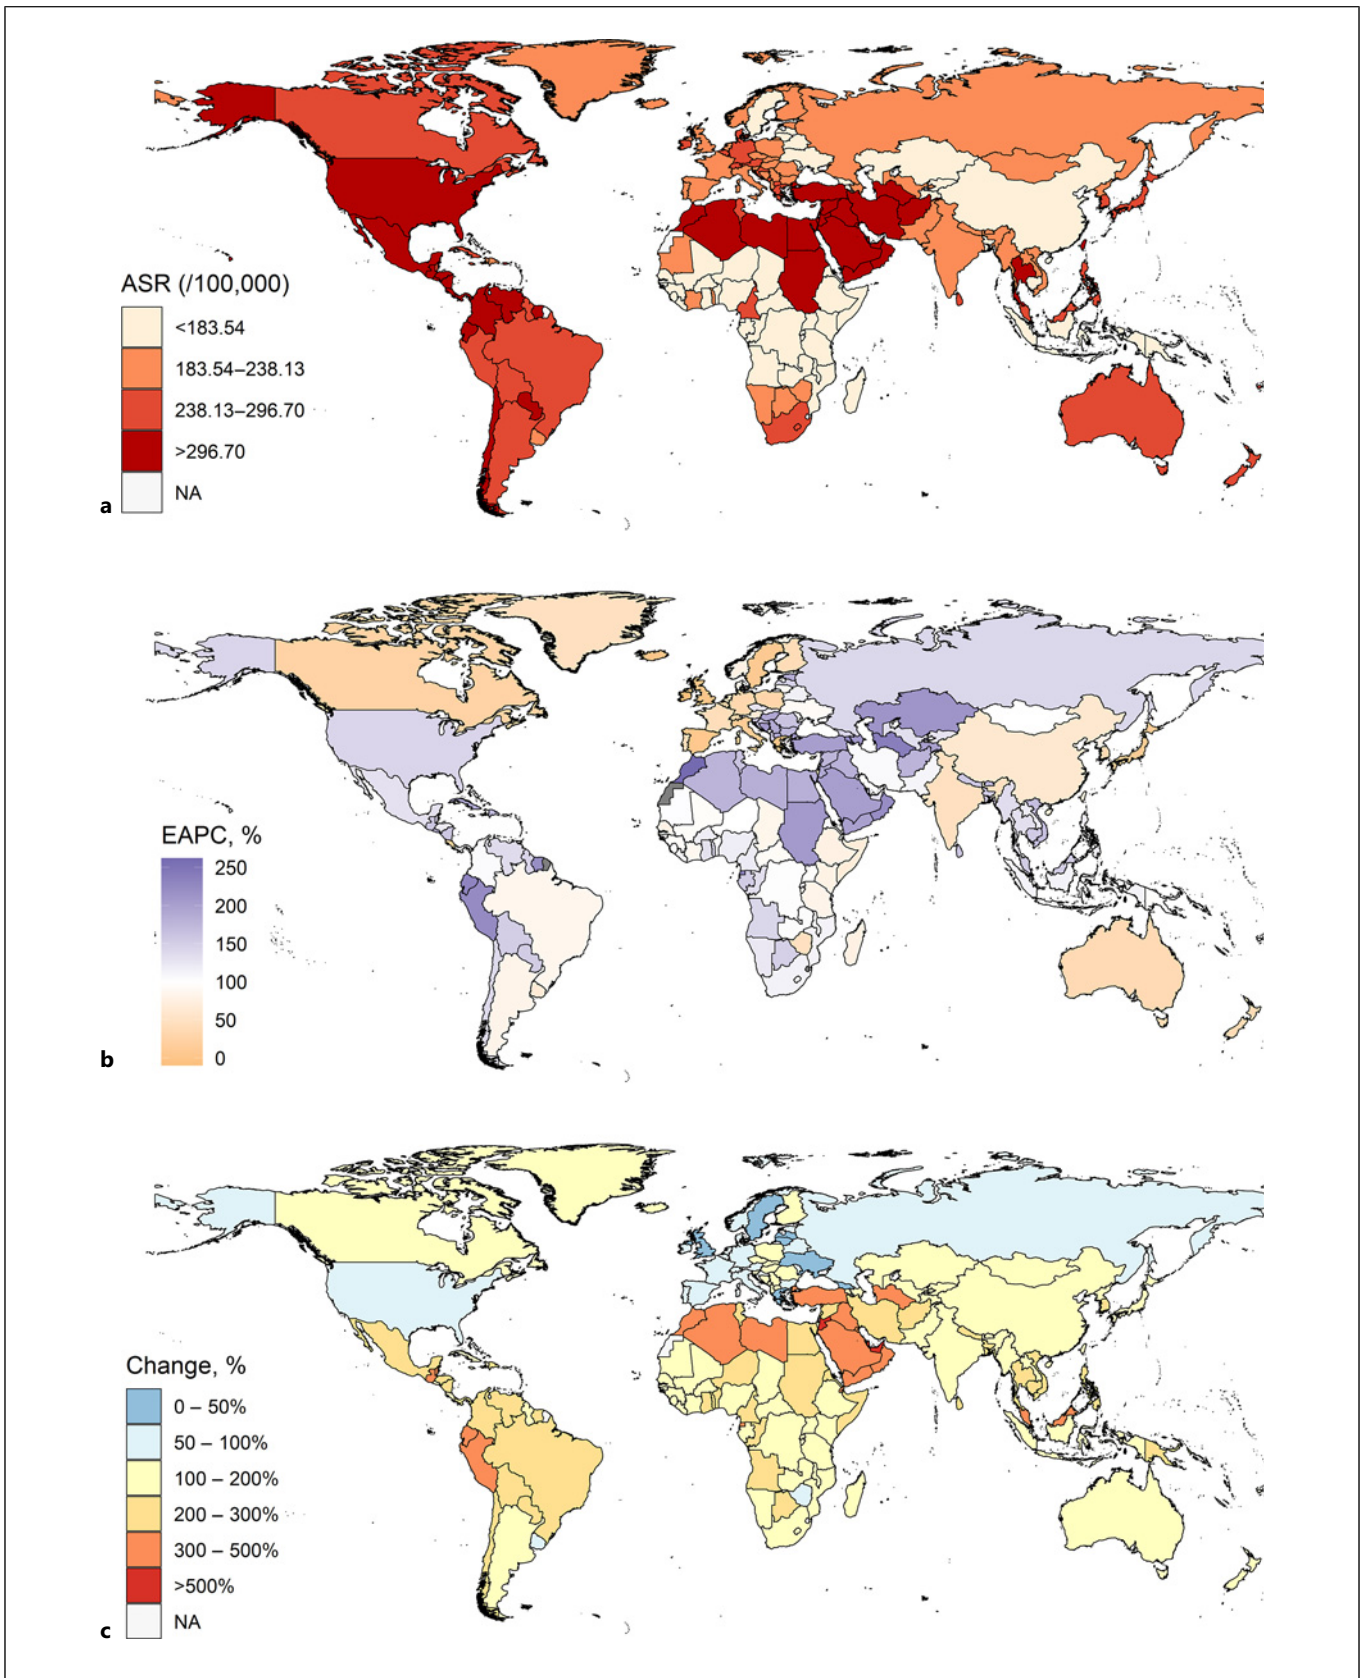 ASR (/100,000)
<183.54
183.54–238.13
238.13–296.70
>296.70
NA
a
EAPC, %
250
200
150
100
50
0
b
Change, %
0 – 50%
50 – 100%
100 – 200%
200 – 300%
300 – 500%
>500%
NA
c